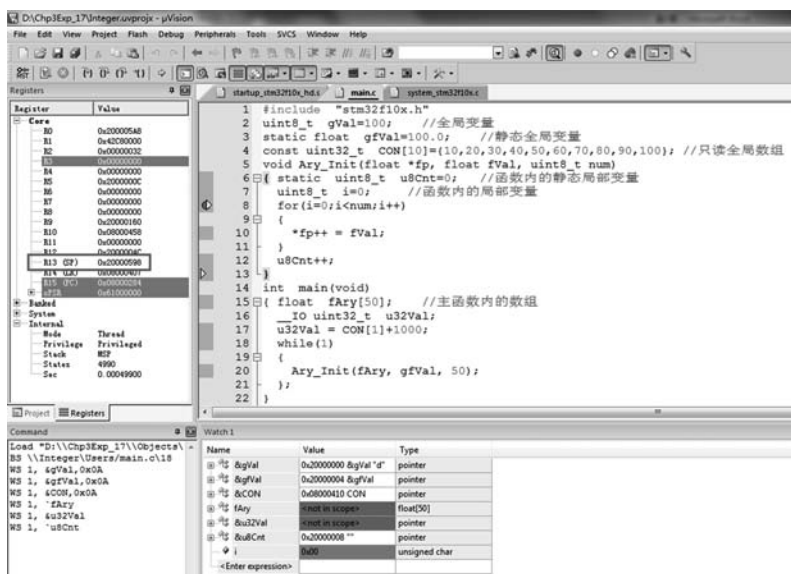 D:\Chp3Exp_17\Integer.uvprojx - μVision
File Edit View Project Flash Debug Peripherals Tools SVCS Window Help
Registers
Register Value
Core
R0 0x200005A8
R1 0x42C80000
R2 0x00000032
R3 0x00000000
R4 0x00000000
R5 0x2000000C
R6 0x00000000
R7 0x00000000
R8 0x00000000
R9 0x20000160
R10 0x08000458
R11 0x00000000
R12 0x2000004C
R13 (SP) 0x20000598
R14 (LR) 0x08000407
R15 (PC) 0x08000284
xPSR 0x61000000
Banked
System
Internal
Mode Thread
Privilege Privileged
Stack MSP
States 4990
Sec 0.00049900
Project Registers
startup_stm32f10x_hd.s main.c system_stm32f10x.c
1 #include "stm32f10x.h"
2 uint8_t gVal=100; //全局变量
3 static float gfVal=100.0; //静态全局变量
4 const uint32_t CON[10]={10,20,30,40,50,60,70,80,90,100}; //只读全局数组
5 void Ary_Init(float *fp, float fVal, uint8_t num)
6 { static uint8_t u8Cnt=0; //函数内的静态局部变量
7 uint8_t i=0; //函数内的局部变量
8 for(i=0;i<num;i++)
9 {
10 *fp++ = fVal;
11 }
12 u8Cnt++;
13 }
14 int main(void)
15 { float fAry[50]; //主函数内的数组
16 __IO uint32_t u32Val;
17 u32Val = CON[1]+1000;
18 while(1)
19 {
20 Ary_Init(fAry, gfVal, 50);
21 };
22 }
Command
Load "D:\\Chp3Exp_17\\Objects\
BS \\Integer\Users/main.c\18
WS 1, &gVal,0x0A
WS 1, &gfVal,0x0A
WS 1, &CON,0x0A
WS 1, `fAry
WS 1, &u32Val
WS 1, `u8Cnt
Watch 1
Name Value Type
&gVal 0x20000000 &gVal "d" pointer
&gfVal 0x20000004 &gfVal pointer
&CON 0x08000410 CON pointer
fAry <not in scope> float[50]
&u32Val <not in scope> pointer
&u8Cnt 0x20000008 "" pointer
i 0x00 unsigned char
<Enter expression>